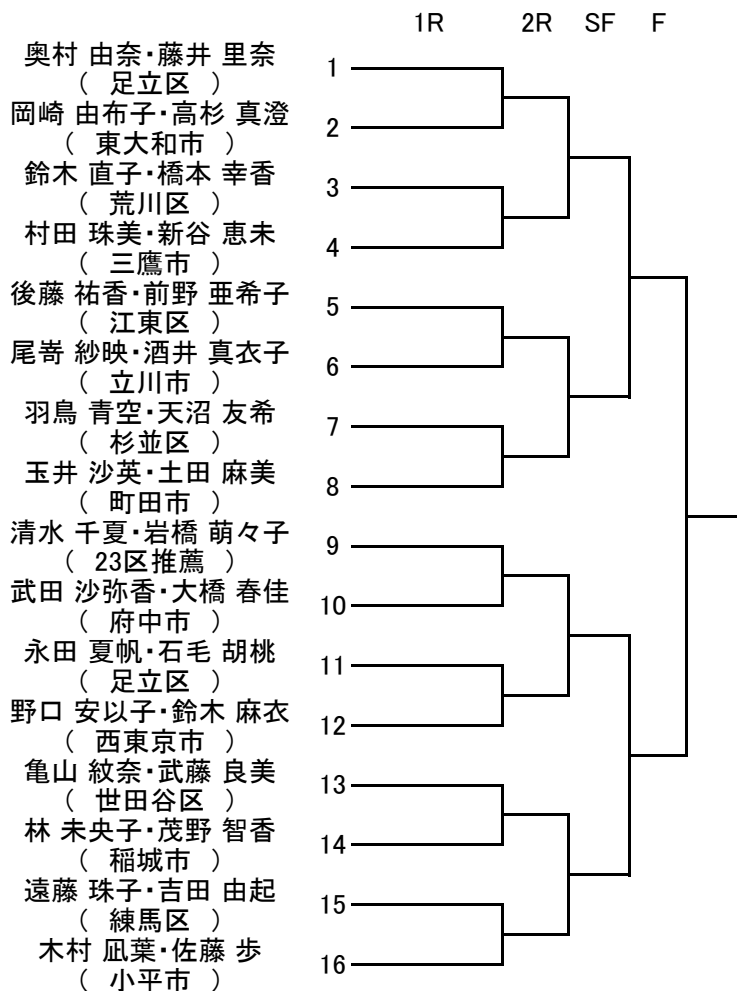 1R 2R SF F
奥村 由奈・藤井 里奈
（ 足立区 ）
1
岡崎 由布子・高杉 真澄
（ 東大和市 ）
2
鈴木 直子・橋本 幸香
（ 荒川区 ）
3
村田 珠美・新谷 恵未
（ 三鷹市 ）
4
後藤 祐香・前野 亜希子
（ 江東区 ）
5
尾嵜 紗映・酒井 真衣子
（ 立川市 ）
6
羽鳥 青空・天沼 友希
（ 杉並区 ）
7
玉井 沙英・土田 麻美
（ 町田市 ）
8
清水 千夏・岩橋 萌々子
（ 23区推薦 ）
9
武田 沙弥香・大橋 春佳
（ 府中市 ）
10
永田 夏帆・石毛 胡桃
（ 足立区 ）
11
野口 安以子・鈴木 麻衣
（ 西東京市 ）
12
亀山 紋奈・武藤 良美
（ 世田谷区 ）
13
林 未央子・茂野 智香
（ 稲城市 ）
14
遠藤 珠子・吉田 由起
（ 練馬区 ）
15
木村 凪葉・佐藤 歩
（ 小平市 ）
16